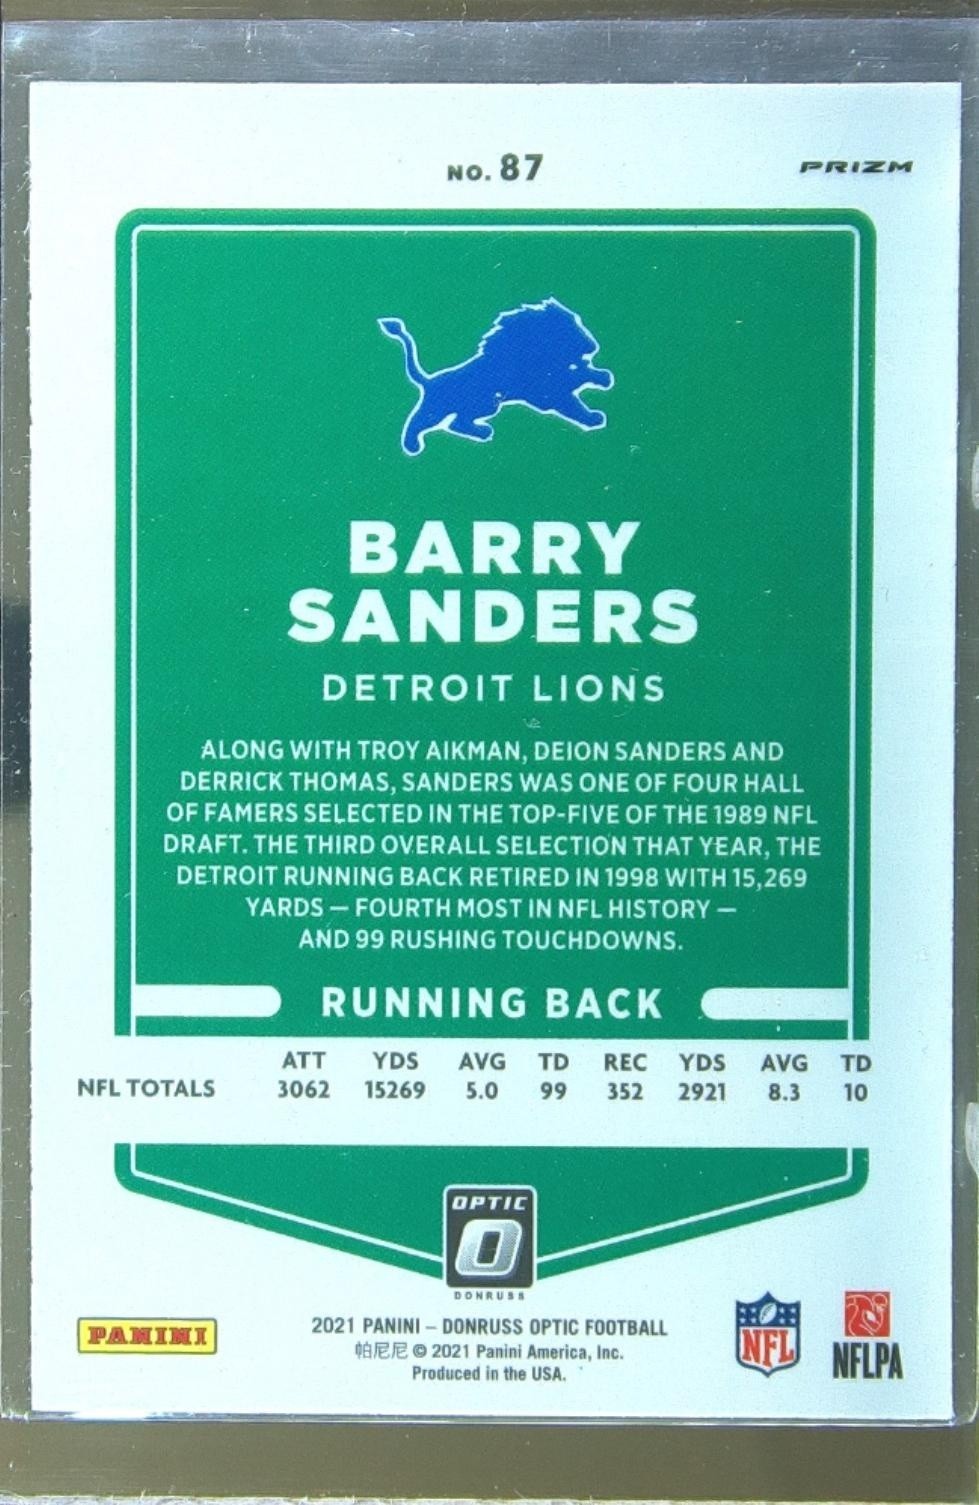 NO. 87
PRIZM
BARRY
SANDERS
DETROIT LIONS
ALONG WITH TROY AIKMAN, DEION SANDERS AND
DERRICK THOMAS, SANDERS WAS ONE OF FOUR HALL
OF FAMERS SELECTED IN THE TOP-FIVE OF THE 1989 NFL
DRAFT. THE THIRD OVERALL SELECTION THAT YEAR, THE
DETROIT RUNNING BACK RETIRED IN 1998 WITH 15,269
YARDS — FOURTH MOST IN NFL HISTORY —
AND 99 RUSHING TOUCHDOWNS.
RUNNING BACK
ATT YDS AVG TD REC YDS AVG TD
NFL TOTALS 3062 15269 5.0 99 352 2921 8.3 10
OPTIC
O
DONRUSS
PANINI
2021 PANINI – DONRUSS OPTIC FOOTBALL
帕尼尼 © 2021 Panini America, Inc.
Produced in the USA.
NFL
NFLPA